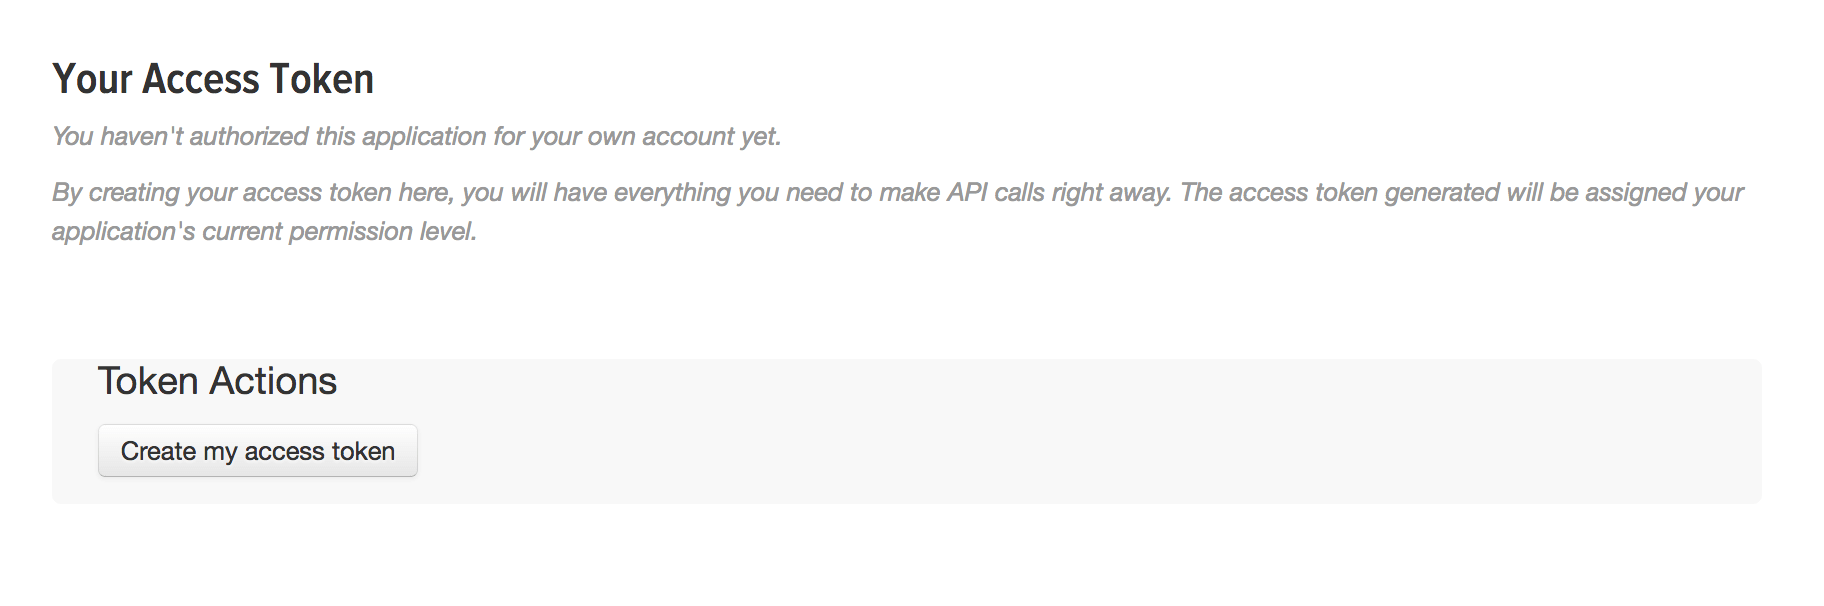 Your Access Token
You haven't authorized this application for your own account yet.
By creating your access token here, you will have everything you need to make API calls right away. The access token generated will be assigned your
application's current permission level.
Token Actions
Create my access token